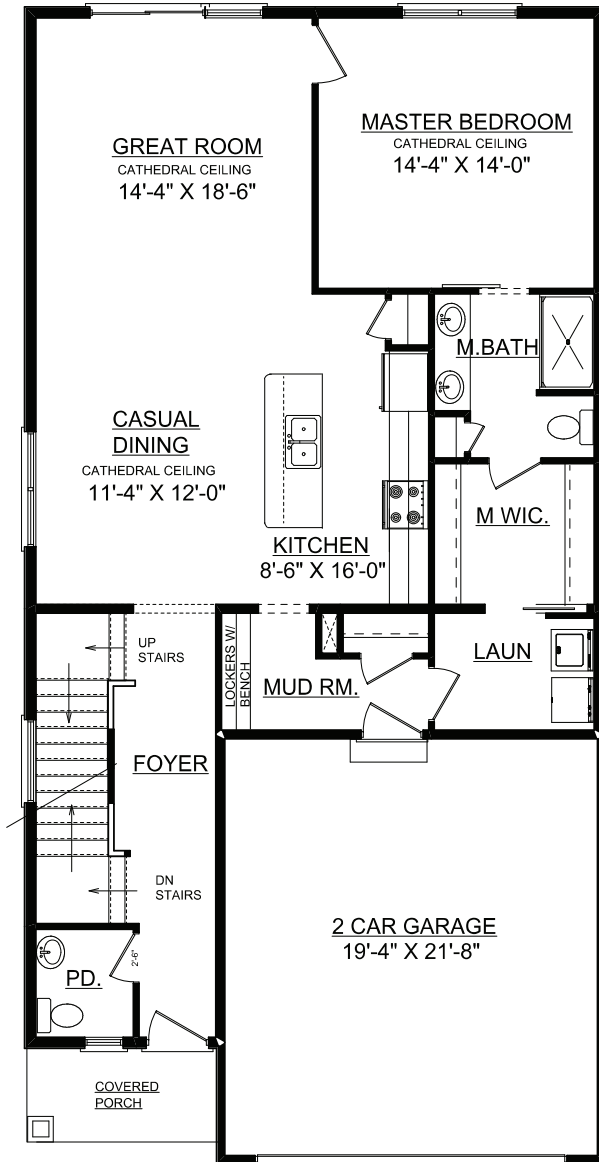 GREAT ROOM
CATHEDRAL CEILING
14'-4" X 18'-6"
MASTER BEDROOM
CATHEDRAL CEILING
14'-4" X 14'-0"
M.BATH
CASUAL
DINING
CATHEDRAL CEILING
11'-4" X 12'-0"
KITCHEN
8'-6" X 16'-0"
M WIC.
UP
STAIRS
LOCKERS W/
BENCH
MUD RM.
LAUN
FOYER
DN
STAIRS
PD.
2'-6"
2 CAR GARAGE
19'-4" X 21'-8"
COVERED
PORCH